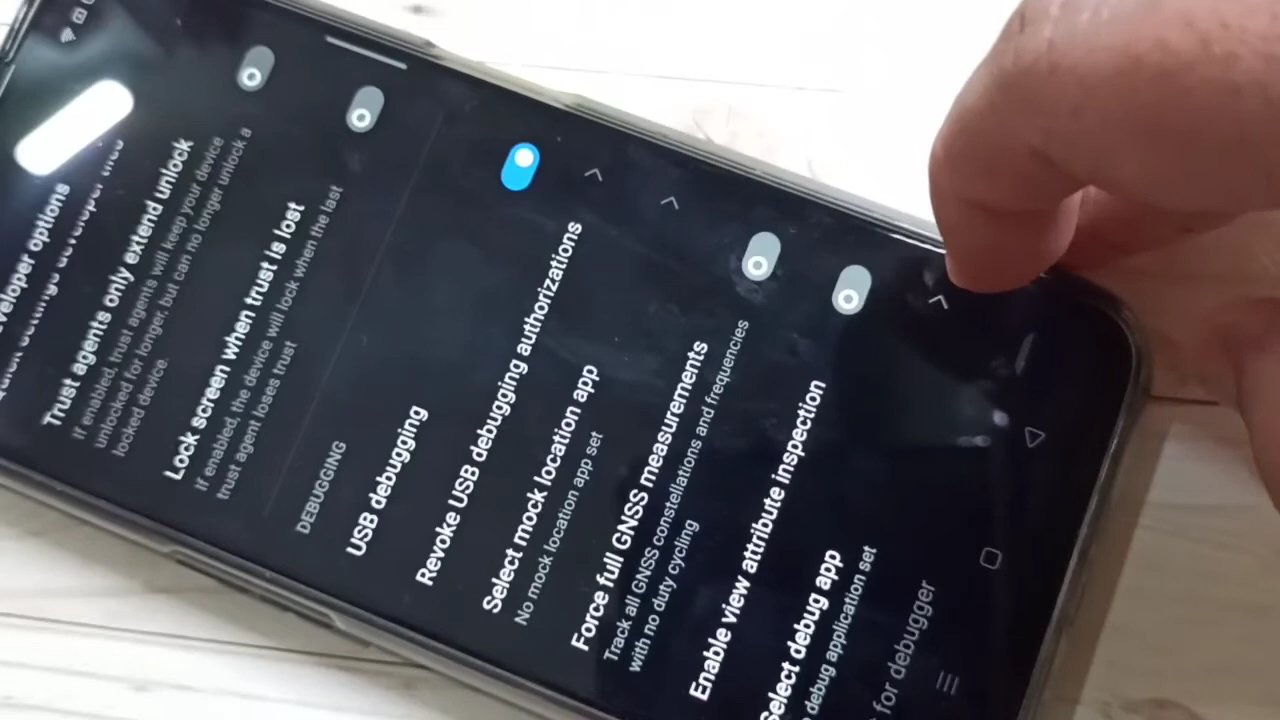 developer options
Trust agents only extend unlock
If enabled, trust agents will keep your device
unlocked for longer, but can no longer unlock a
locked device.
Lock screen when trust is lost
If enabled, the device will lock when the last
trust agent loses trust
DEBUGGING
USB debugging
Revoke USB debugging authorizations
Select mock location app
No mock location app set
Force full GNSS measurements
Track all GNSS constellations and frequencies
with no duty cycling
Enable view attribute inspection
Select debug app
debug application set
for debugger